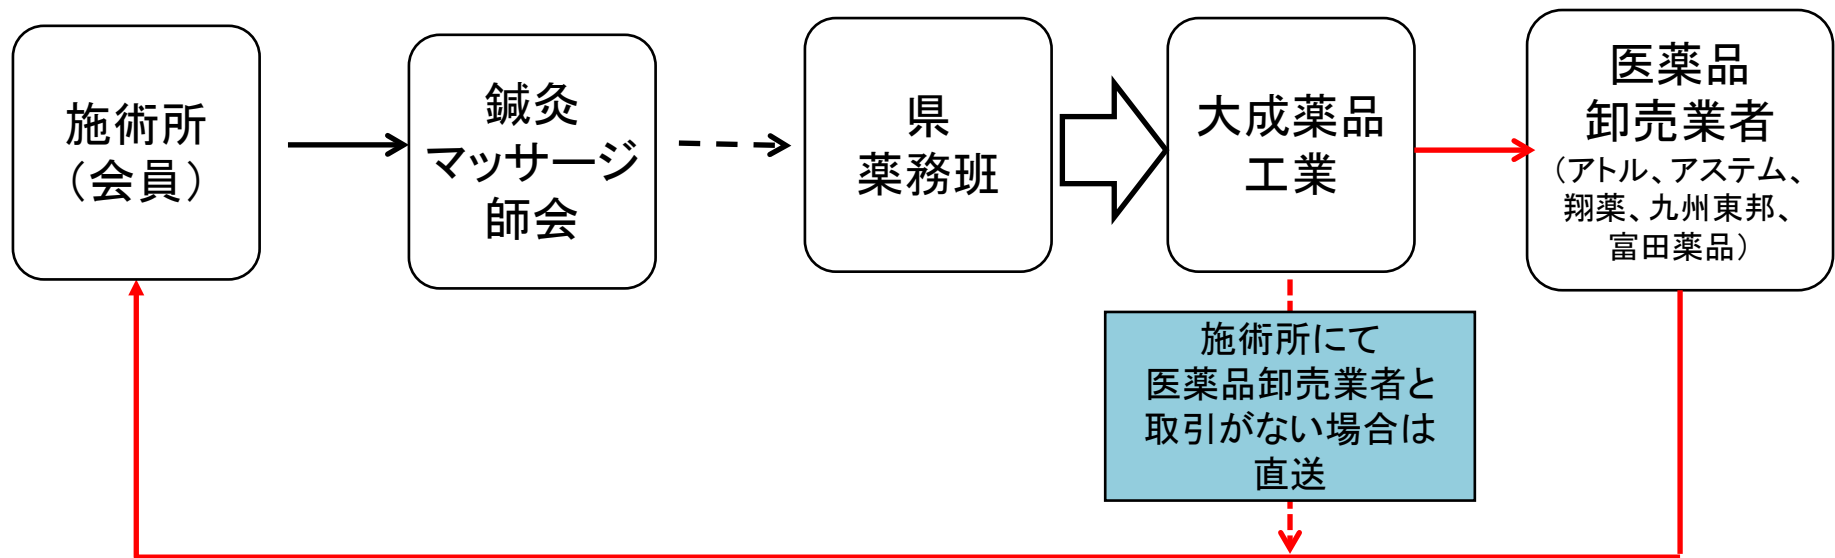 施術所
（会員）
鍼灸
マッサージ
師会
県
薬務班
大成薬品
工業
医薬品
卸売業者
（アトル、アステム、
翔薬、九州東邦、
富田薬品）
施術所にて
医薬品卸売業者と
取引がない場合は
直送